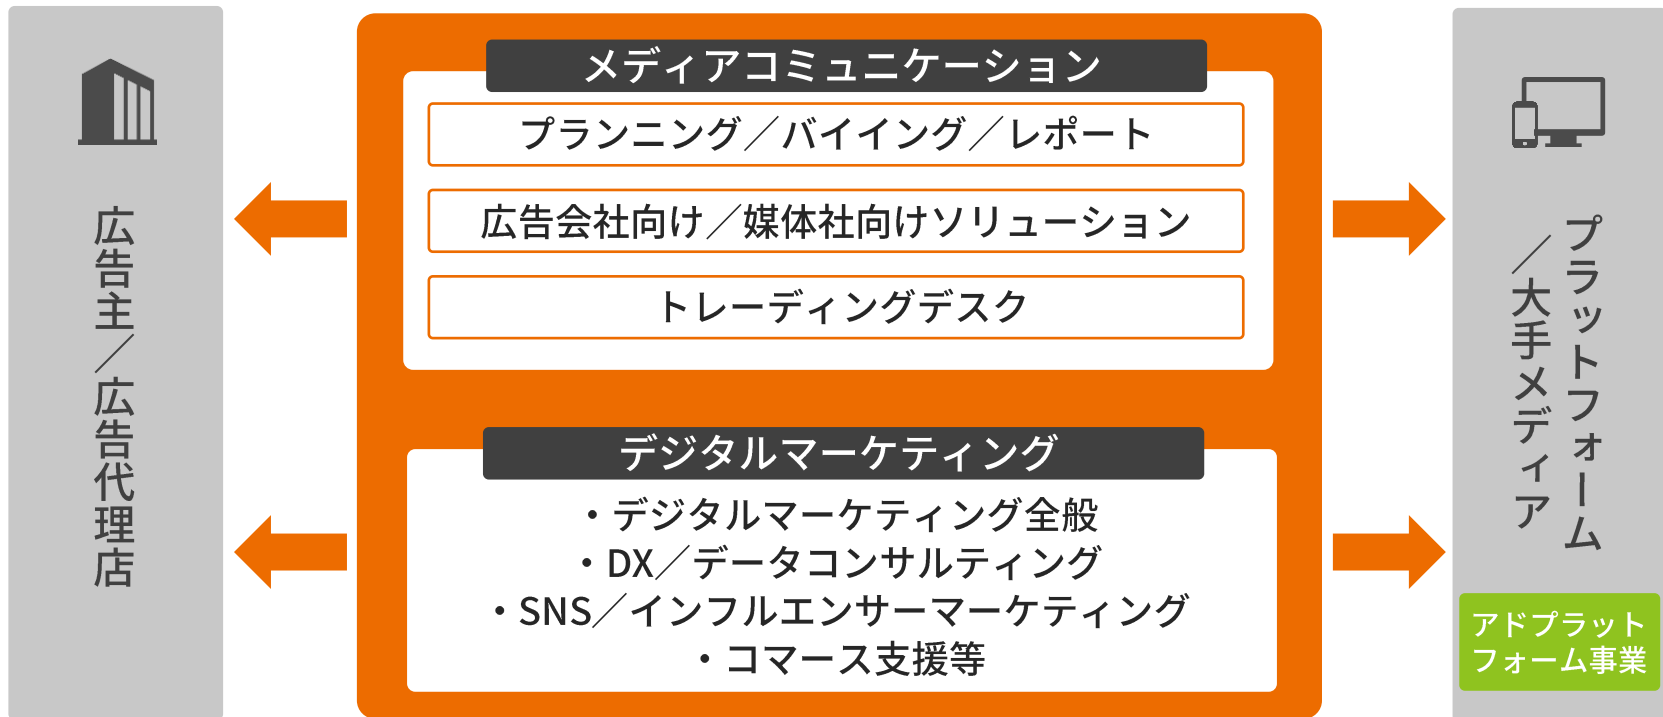 広告主／広告代理店
メディアコミュニケーション
プランニング／バイイング／レポート
広告会社向け／媒体社向けソリューション
トレーディングデスク
デジタルマーケティング
・デジタルマーケティング全般
・DX／データコンサルティング
・SNS／インフルエンサーマーケティング
・コマース支援等
プラットフォーム
／大手メディア
アドプラット
フォーム事業